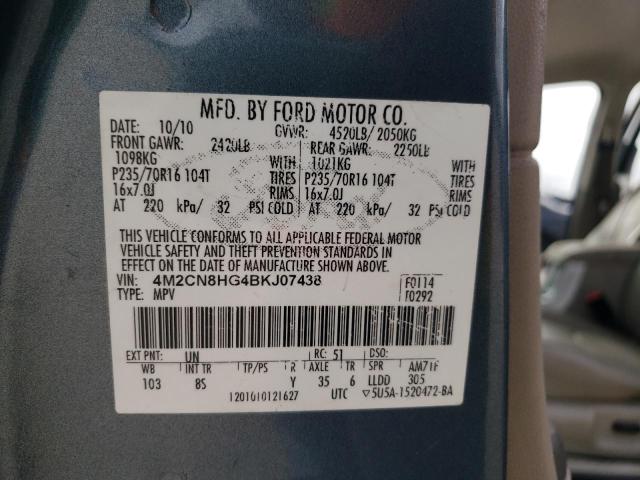 MFD. BY FORD MOTOR CO.
DATE: 10/10 GVWR: 4520LB/ 2050KG
FRONT GAWR: 2420LB REAR GAWR: 2250LB
1098KG WITH 1021KG WITH
P235/70R16 104T TIRES P235/70R16 104T TIRES
16x7.0J RIMS 16x7.0J RIMS
AT 220 kPa/ 32 PSI COLD AT 220 kPa/ 32 PSI COLD
THIS VEHICLE CONFORMS TO ALL APPLICABLE FEDERAL MOTOR
VEHICLE SAFETY AND THEFT PREVENTION STANDARDS IN
EFFECT ON THE DATE OF MANUFACTURE SHOWN ABOVE.
VIN: 4M2CN8HG4BKJ07438 F0114
TYPE: MPV T0292
EXT PNT: UN RC: 51 DSO:
WB INT TR TP/PS R AXLE TR SPR AM71F
103 8S Y 35 6 LLDD 305
1201010121627 UTC 5U5A-1520472-BA